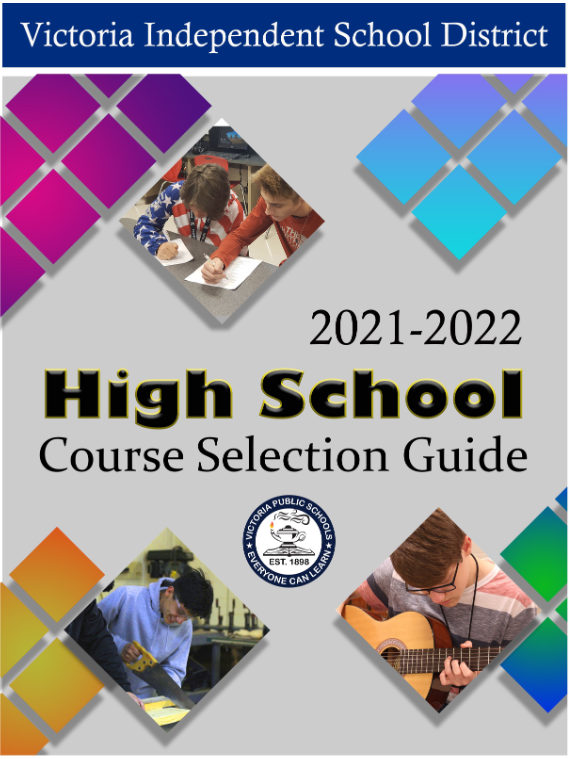 Victoria Independent School District
2021-2022
High School
Course Selection Guide
VICTORIA PUBLIC SCHOOLS
EST. 1898
EVERYONE CAN LEARN